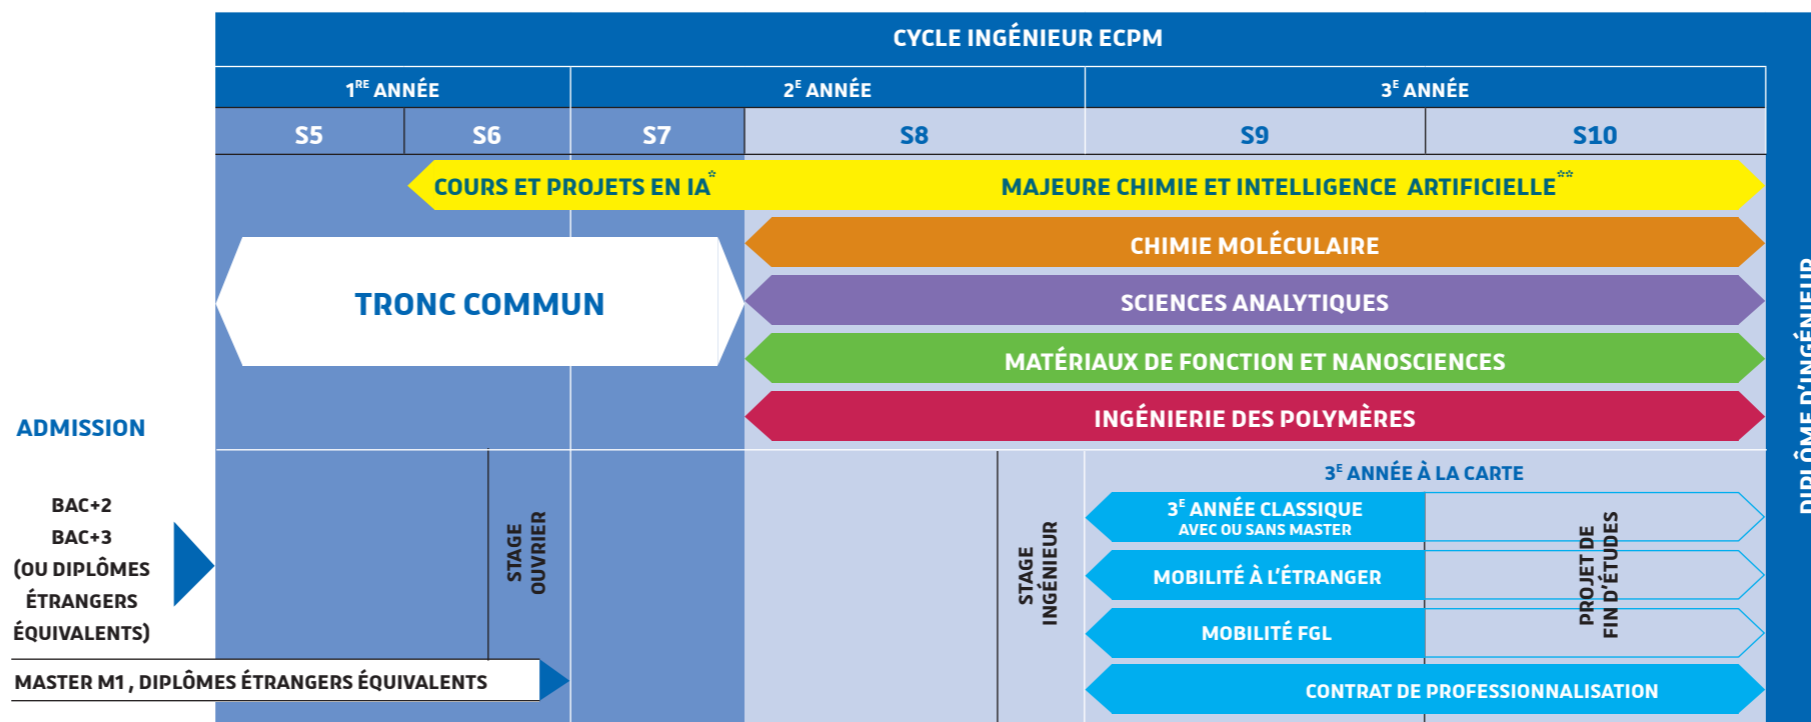 CYCLE INGÉNIEUR ECPM
1RE ANNÉE
2E ANNÉE
3E ANNÉE
S5
S6
S7
S8
S9
S10
COURS ET PROJETS EN IA*
MAJEURE CHIMIE ET INTELLIGENCE ARTIFICIELLE**
CHIMIE MOLÉCULAIRE
TRONC COMMUN
SCIENCES ANALYTIQUES
MATÉRIAUX DE FONCTION ET NANOSCIENCES
INGÉNIERIE DES POLYMÈRES
DIPLÔME D'INGÉNIEUR
ADMISSION
BAC+2
BAC+3
(OU DIPLÔMES
ÉTRANGERS
ÉQUIVALENTS)
STAGE
OUVRIER
STAGE
INGÉNIEUR
3E ANNÉE À LA CARTE
3E ANNÉE CLASSIQUE
AVEC OU SANS MASTER
MOBILITÉ À L'ÉTRANGER
MOBILITÉ FGL
PROJET DE
FIN D'ÉTUDES
MASTER M1 , DIPLÔMES ÉTRANGERS ÉQUIVALENTS
CONTRAT DE PROFESSIONNALISATION